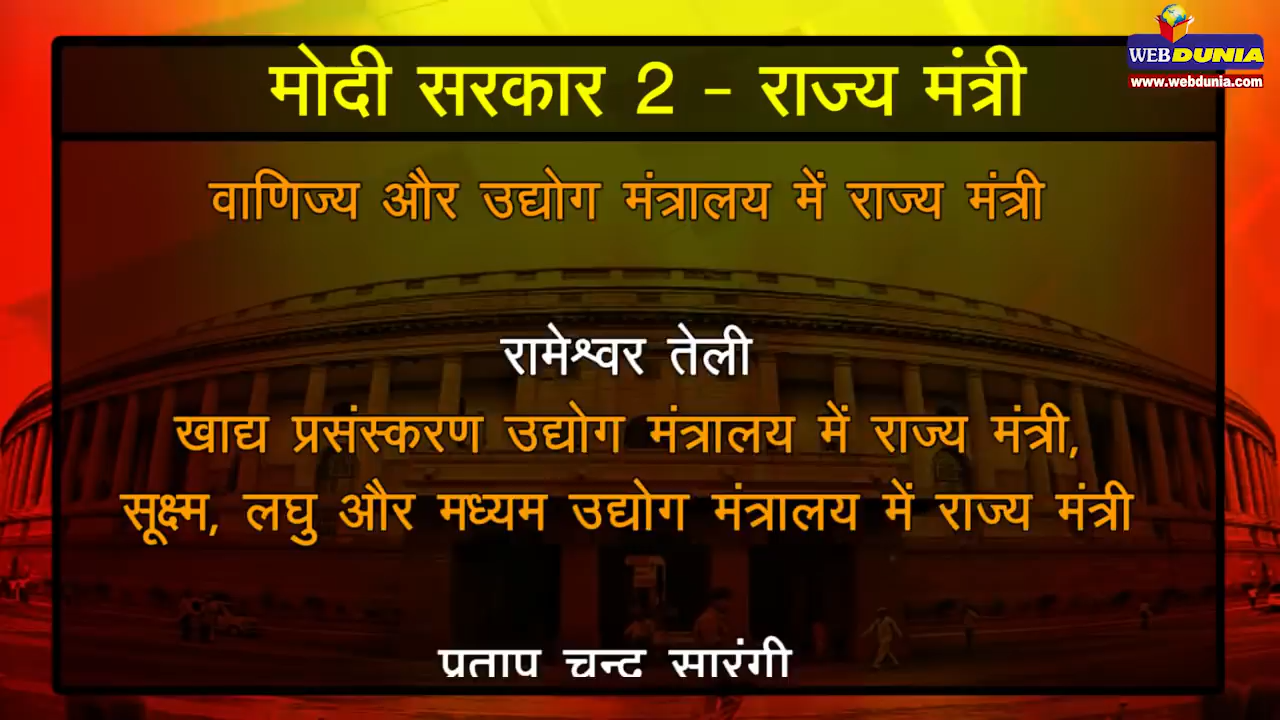 WEBDUNIA
www.webdunia.com
मोदी सरकार 2 - राज्य मंत्री
वाणिज्य और उद्योग मंत्रालय में राज्य मंत्री
रामेश्वर तेली
खाद्य प्रसंस्करण उद्योग मंत्रालय में राज्य मंत्री,
सूक्ष्म, लघु और मध्यम उद्योग मंत्रालय में राज्य मंत्री
प्रताप चन्द्र सारंगी